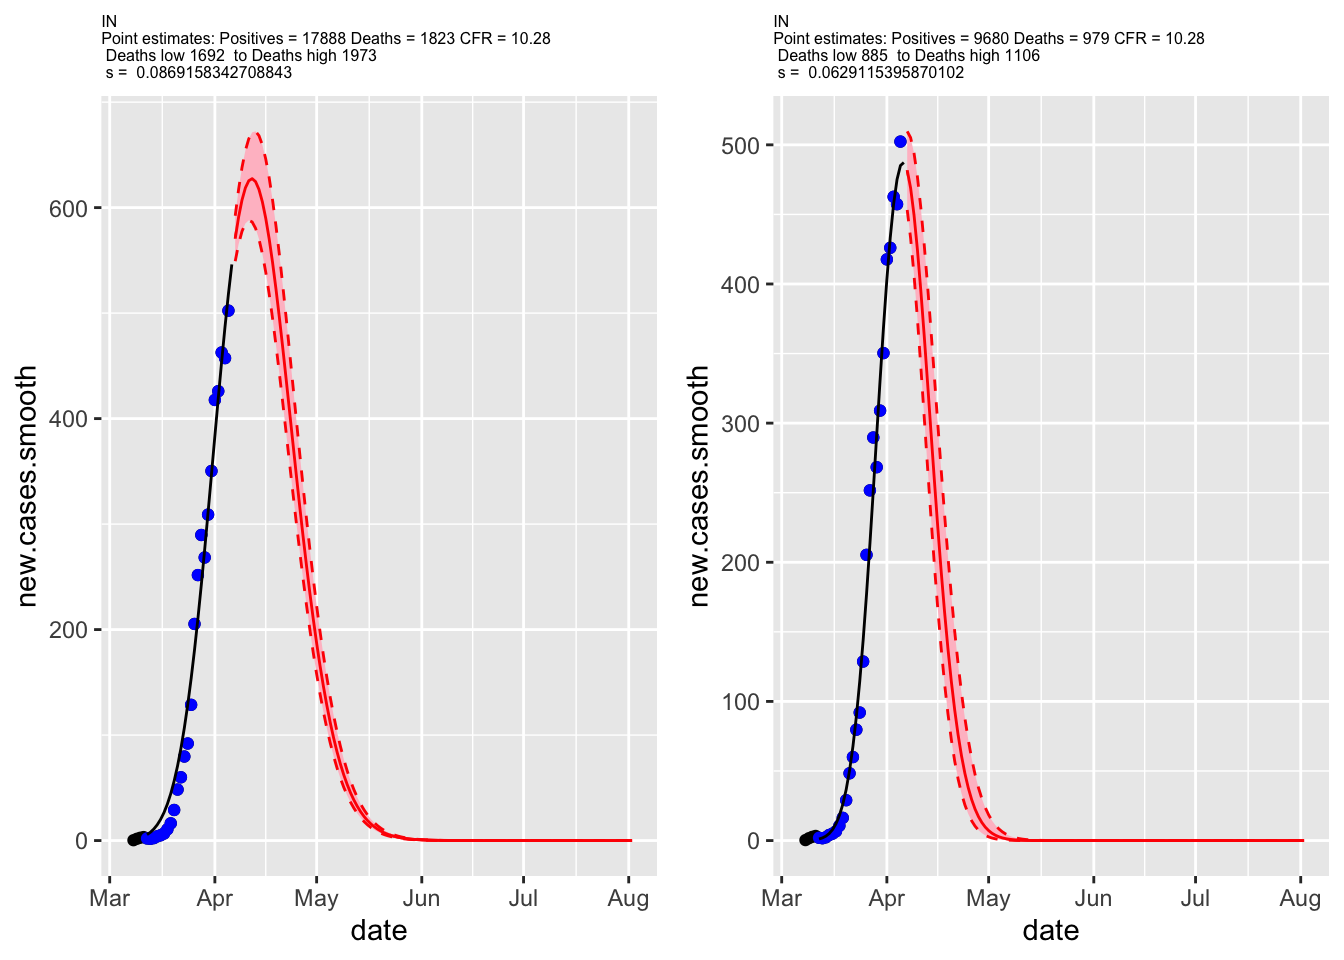 IN
Point estimates: Positives = 17888 Deaths = 1823 CFR = 10.28
Deaths low 1692  to Deaths high 1973
s =  0.0869158342708843
new.cases.smooth
600
400
200
0
Mar Apr May Jun Jul Aug
date
IN
Point estimates: Positives = 9680 Deaths = 979 CFR = 10.28
Deaths low 885  to Deaths high 1106
s =  0.0629115395870102
new.cases.smooth
500
400
300
200
100
0
Mar Apr May Jun Jul Aug
date